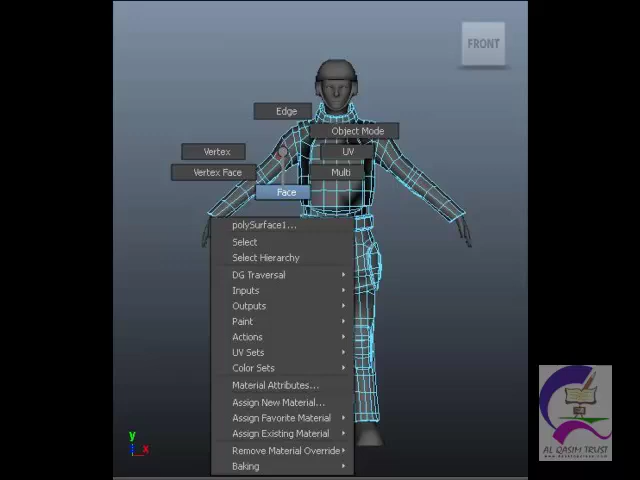 FRONT
Edge
Object Mode
Vertex
UV
Vertex Face
Multi
Face
polySurface1...
Select
Select Hierarchy
DG Traversal
Inputs
Outputs
Paint
Actions
UV Sets
Color Sets
Material Attributes...
Assign New Material...
Assign Favorite Material
Assign Existing Material
Remove Material Override
Baking
y
x
AL QASIM TRUST